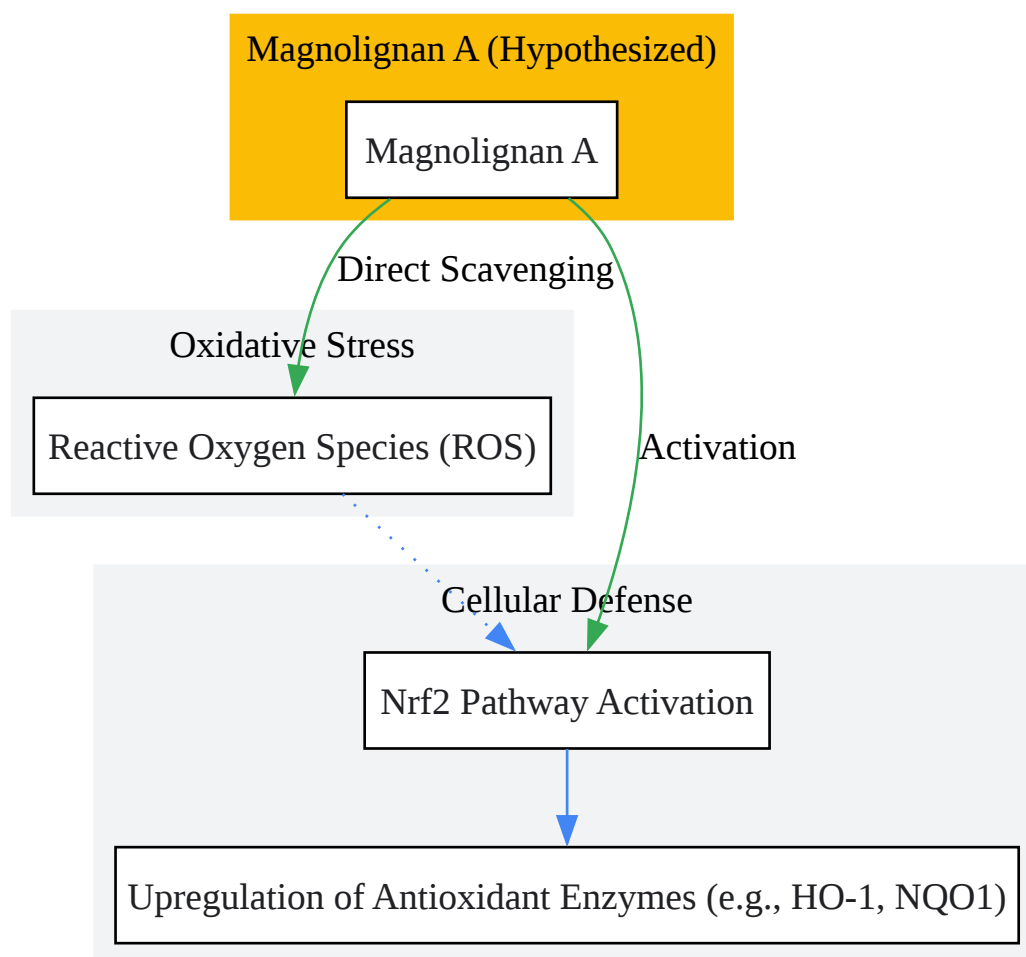 Magnolignan A (Hypothesized)
Magnolignan A
Direct Scavenging
Oxidative Stress
Reactive Oxygen Species (ROS)
Activation
Cellular Defense
Nrf2 Pathway Activation
Upregulation of Antioxidant Enzymes (e.g., HO-1, NQO1)